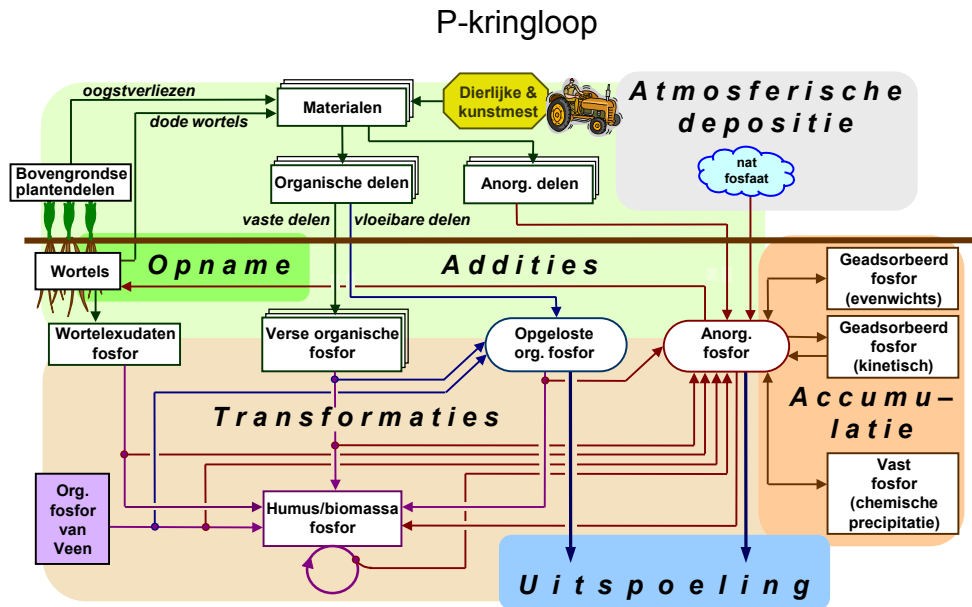 P-kringloop
oogstverliezen
dode wortels
Materialen
Dierlijke &
kunstmest
Atmosferische
depositie
Bovengrondse
plantendelen
Organische delen
Anorg. delen
nat
fosfaat
vaste delen
vloeibare delen
Wortels
Opname
Addities
Geadsorbeerd
fosfor
(evenwichts)
Wortelexudaten
fosfor
Verse organische
fosfor
Opgeloste
org. fosfor
Anorg.
fosfor
Geadsorbeerd
fosfor
(kinetisch)
Transformaties
Accumu–
latie
Org.
fosfor
van
Veen
Humus/biomassa
fosfor
Vast
fosfor
(chemische
precipitatie)
Uitspoeling